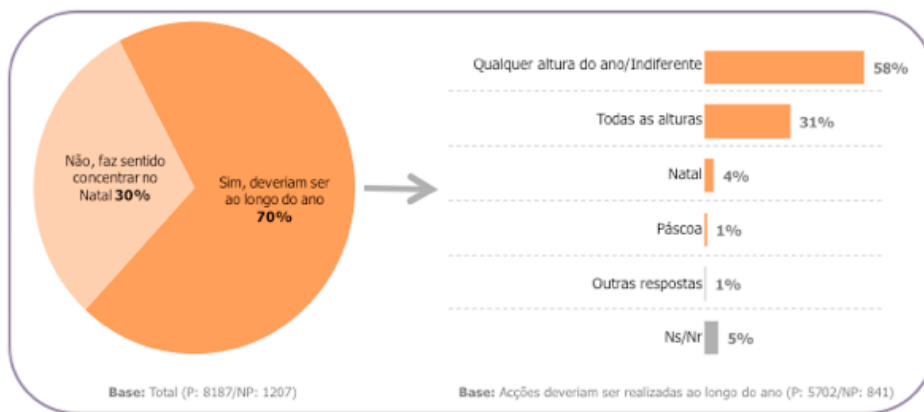 Não, faz sentido
concentrar no
Natal 30%
Sim, deveriam ser
ao longo do ano
70%
Base: Total (P: 8187/NP: 1207)
Qualquer altura do ano/Indiferente 58%
Todas as alturas 31%
Natal 4%
Páscoa 1%
Outras respostas 1%
Ns/Nr 5%
Base: Acções deveriam ser realizadas ao longo do ano (P: 5702/NP: 841)